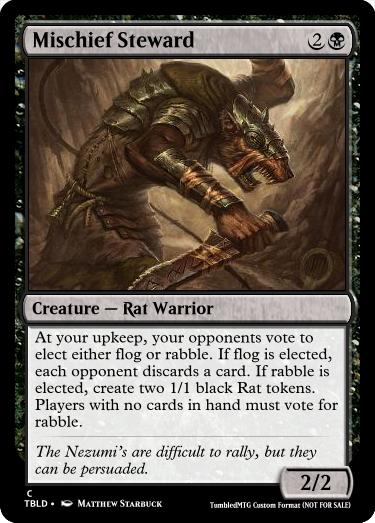 Mischief Steward 2
Creature — Rat Warrior
At your upkeep, your opponents vote to
elect either flog or rabble. If flog is elected,
each opponent discards a card. If rabble is
elected, create two 1/1 black Rat tokens.
Players with no cards in hand must vote for
rabble.
The Nezumi's are difficult to rally, but they
can be persuaded.
2/2
C
TBLD • Matthew Starbuck
TumbledMTG Custom Format (NOT FOR SALE)